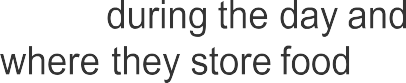 during the day and
where they store food